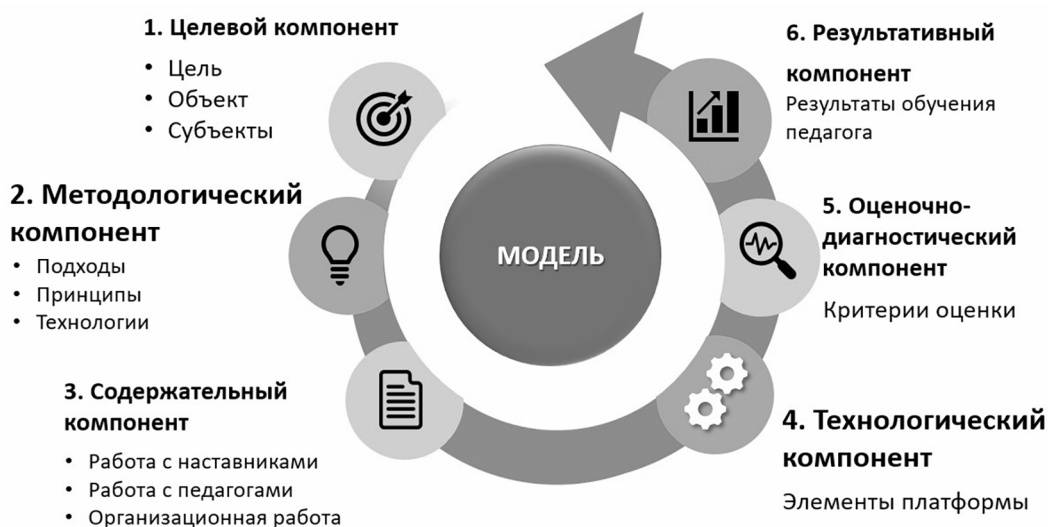 1. Целевой компонент
• Цель
• Объект
• Субъекты
2. Методологический
компонент
• Подходы
• Принципы
• Технологии
3. Содержательный
компонент
• Работа с наставниками
• Работа с педагогами
• Организационная работа
МОДЕЛЬ
4. Технологический
компонент
Элементы платформы
5. Оценочно-
диагностический
компонент
Критерии оценки
6. Результативный
компонент
Результаты обучения
педагога